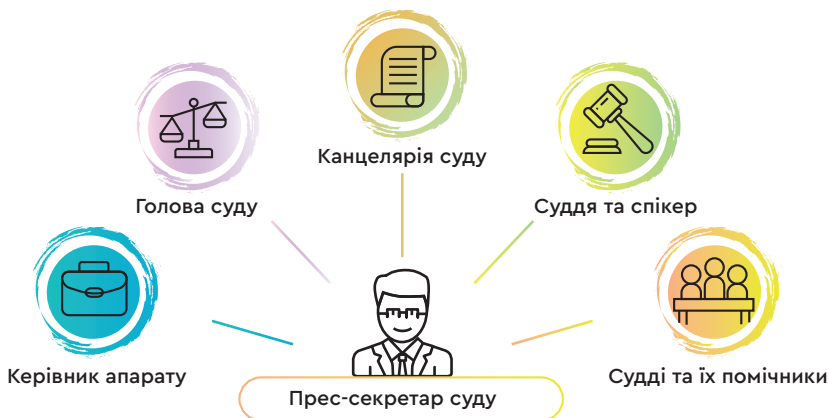 Канцелярія суду
Голова суду
Суддя та спікер
Керівник апарату
Судді та їх помічники
Прес-секретар суду